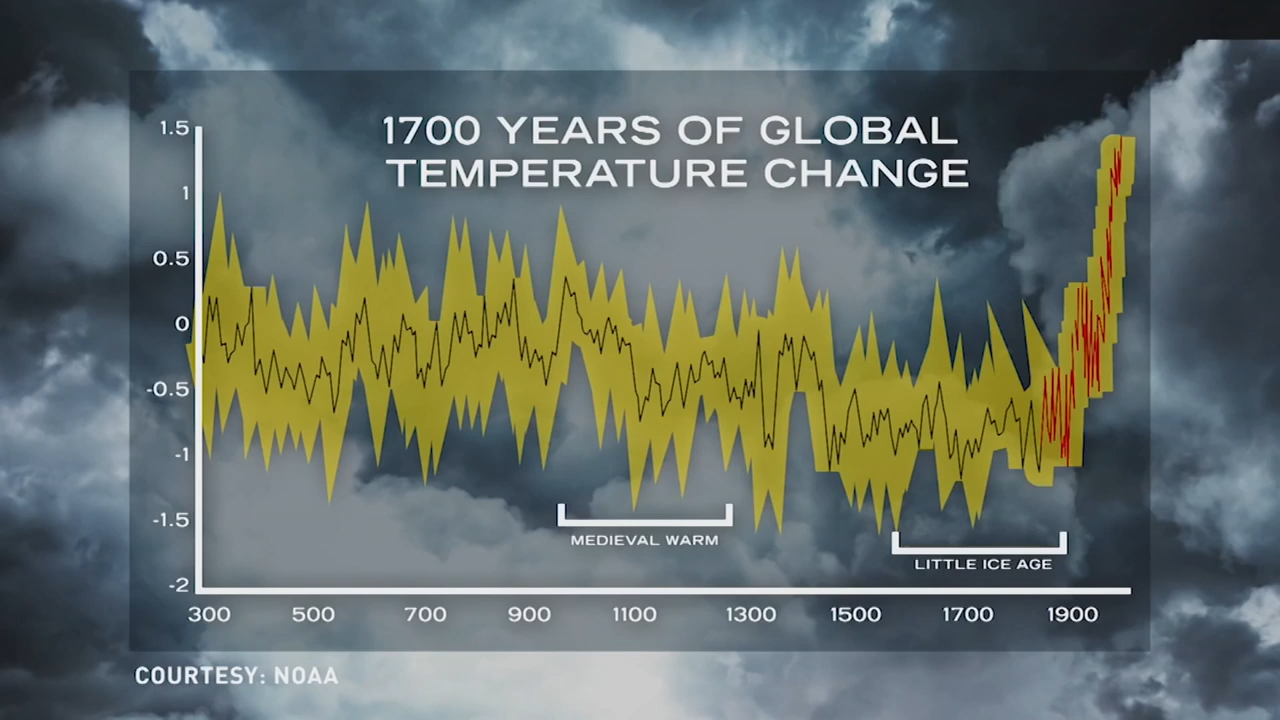 1700 YEARS OF GLOBAL
TEMPERATURE CHANGE
1.5
1
0.5
0
-0.5
-1
-1.5
-2
MEDIEVAL WARM
LITTLE ICE AGE
300 500 700 900 1100 1300 1500 1700 1900
COURTESY: NOAA